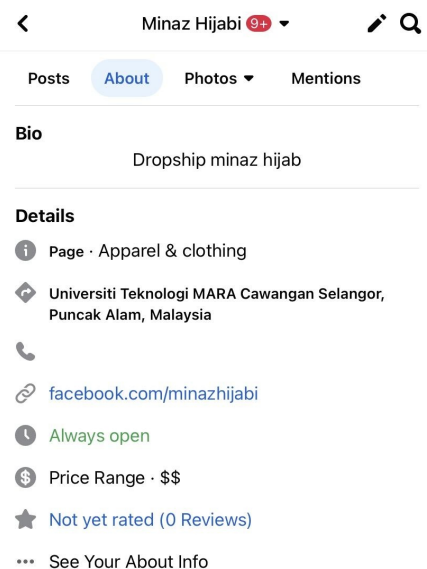 Minaz Hijabi 9+
Posts About Photos Mentions
Bio
Dropship minaz hijab
Details
Page · Apparel & clothing
Universiti Teknologi MARA Cawangan Selangor,
Puncak Alam, Malaysia
facebook.com/minazhijabi
Always open
Price Range · $$
Not yet rated (0 Reviews)
See Your About Info